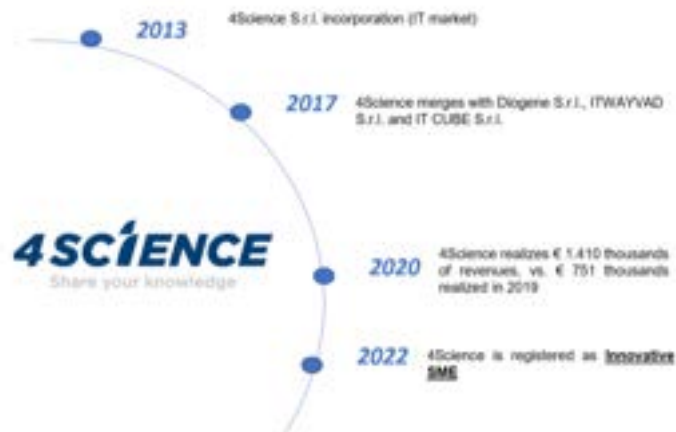 2013
4Science S.r.l. incorporation (IT market)
2017
4Science merges with Diogene S.r.l., ITWAYVAD
S.r.l. and IT CUBE S.r.l.
4SCIENCE
Share your knowledge
2020
4Science realizes € 1.410 thousands
of revenues, vs. € 751 thousands
realized in 2019
2022
4Science is registered as Innovative
SME